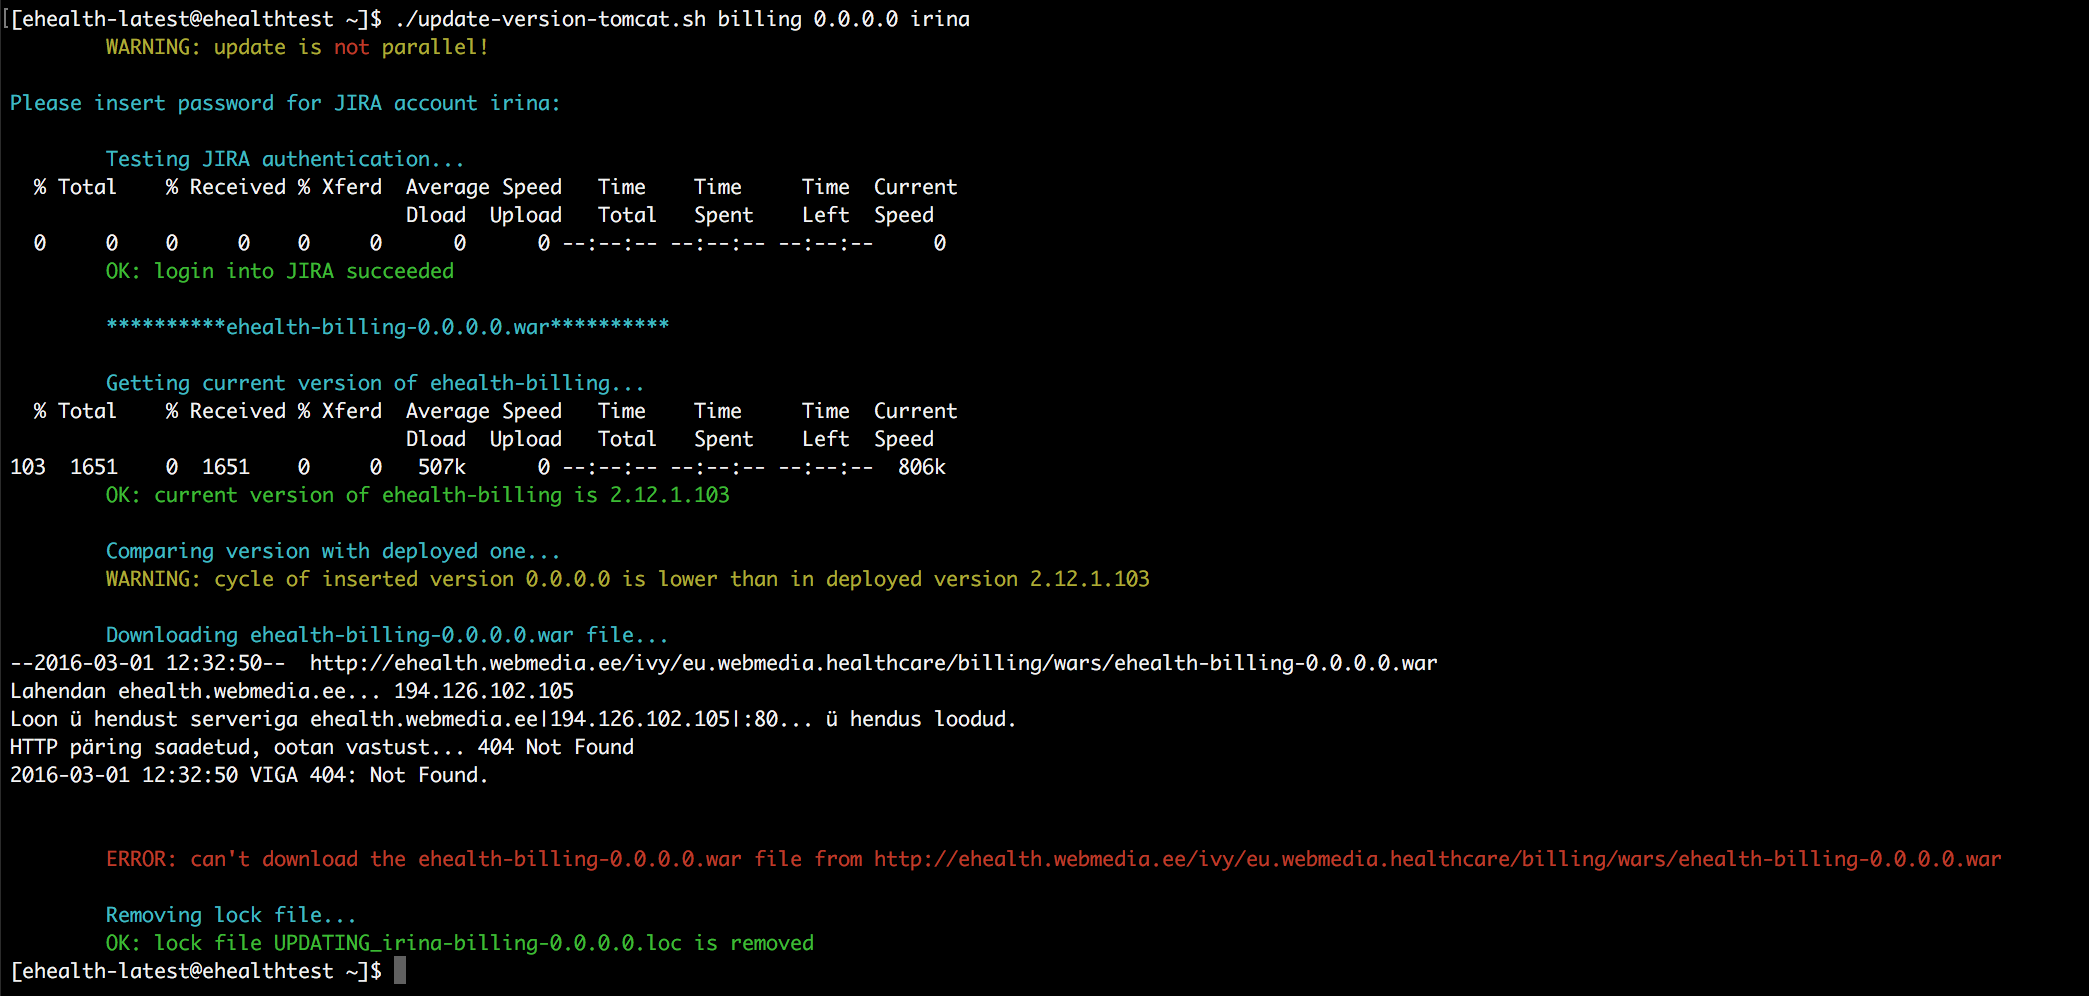 [ehealth-latest@ehealthtest ~]$ ./update-version-tomcat.sh billing 0.0.0.0 irina
WARNING: update is not parallel!
Please insert password for JIRA account irina:
Testing JIRA authentication...
% Total % Received % Xferd Average Speed Time Time Time Current
Dload Upload Total Spent Left Speed
0 0 0 0 0 0 0 0 --:--:-- --:--:-- --:--:-- 0
OK: login into JIRA succeeded
**********ehealth-billing-0.0.0.0.war**********
Getting current version of ehealth-billing...
% Total % Received % Xferd Average Speed Time Time Time Current
Dload Upload Total Spent Left Speed
103 1651 0 1651 0 0 507k 0 --:--:-- --:--:-- --:--:-- 806k
OK: current version of ehealth-billing is 2.12.1.103
Comparing version with deployed one...
WARNING: cycle of inserted version 0.0.0.0 is lower than in deployed version 2.12.1.103
Downloading ehealth-billing-0.0.0.0.war file...
--2016-03-01 12:32:50-- http://ehealth.webmedia.ee/ivy/eu.webmedia.healthcare/billing/wars/ehealth-billing-0.0.0.0.war
Lahendan ehealth.webmedia.ee... 194.126.102.105
Loon ü hendust serveriga ehealth.webmedia.ee|194.126.102.105|:80... ü hendus loodud.
HTTP päring saadetud, ootan vastust... 404 Not Found
2016-03-01 12:32:50 VIGA 404: Not Found.
ERROR: can't download the ehealth-billing-0.0.0.0.war file from http://ehealth.webmedia.ee/ivy/eu.webmedia.healthcare/billing/wars/ehealth-billing-0.0.0.0.war
Removing lock file...
OK: lock file UPDATING_irina-billing-0.0.0.0.loc is removed
[ehealth-latest@ehealthtest ~]$